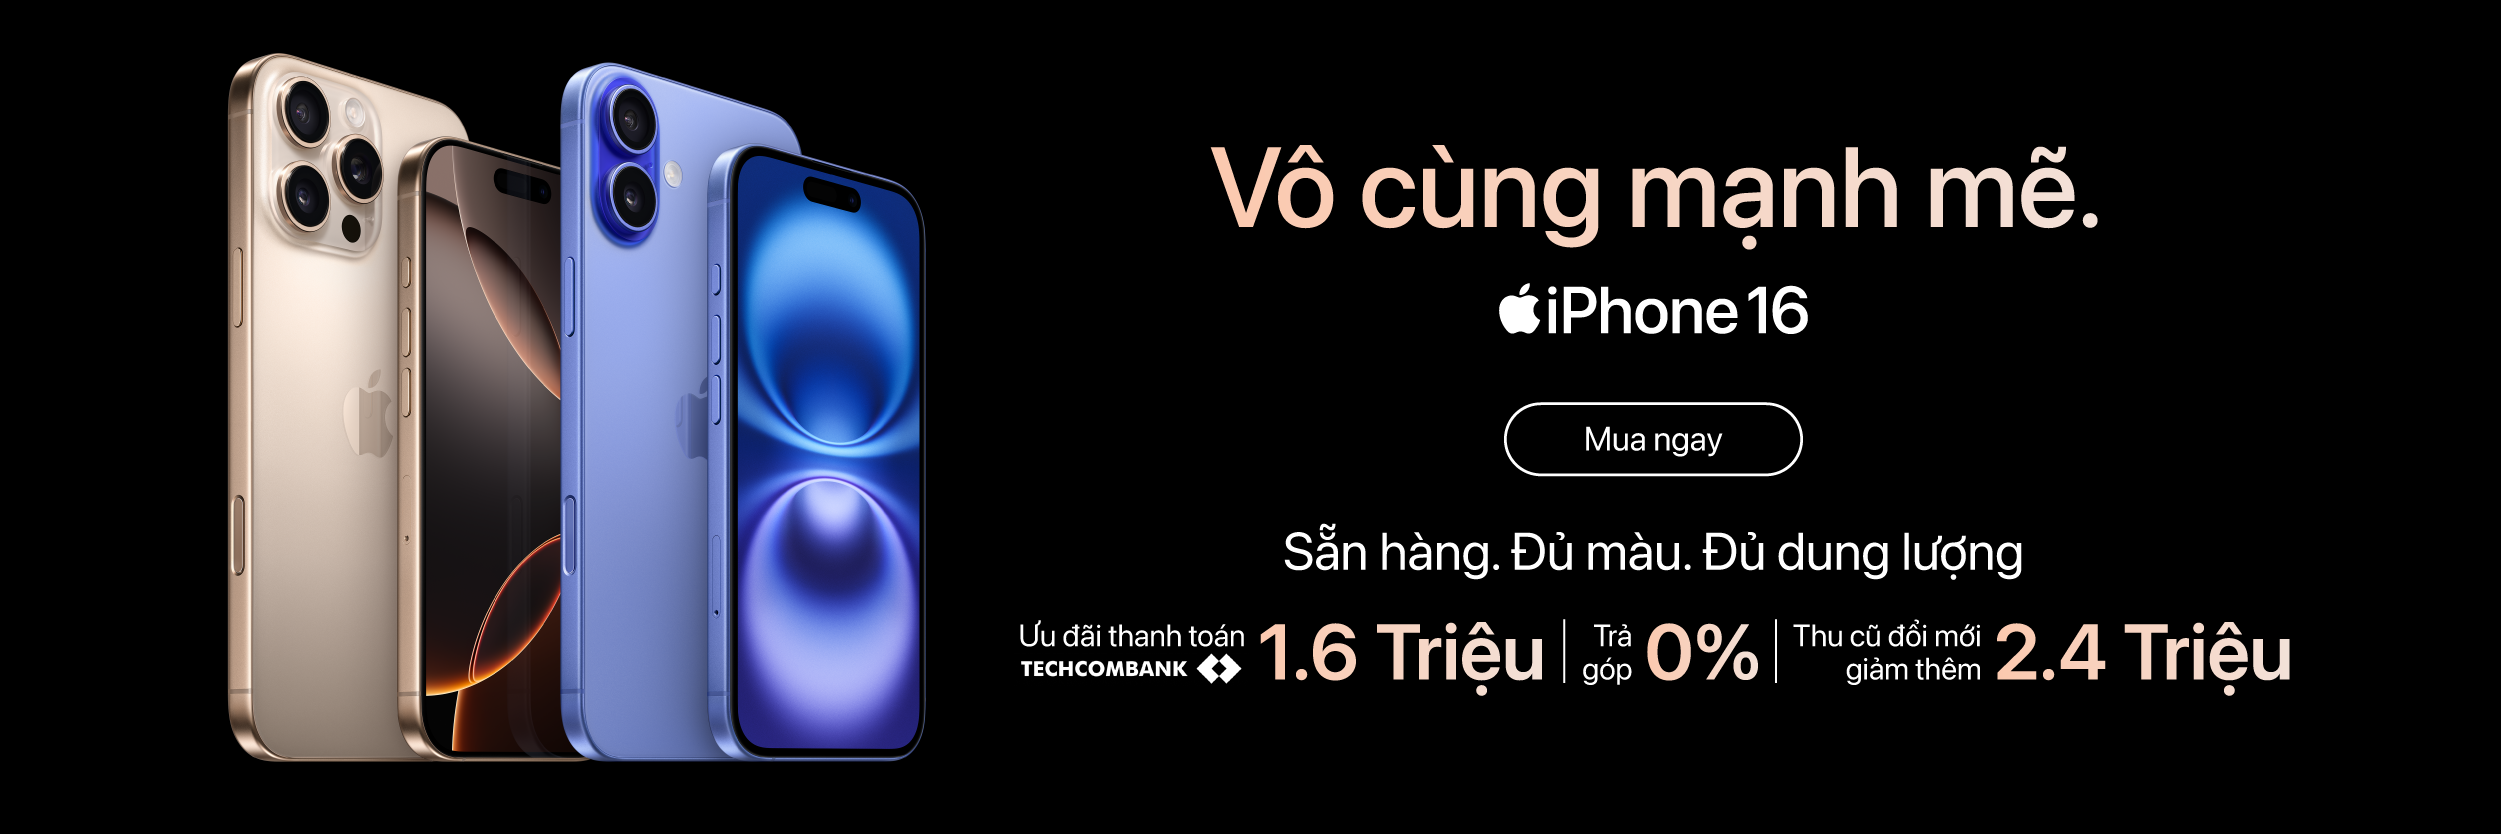 Vô cùng mạnh mẽ.
iPhone 16
Mua ngay
Sẵn hàng. Đủ màu. Đủ dung lượng
Ưu đãi thanh toán
TECHCOMBANK
1.6 Triệu
Trả
góp
0%
Thu cũ đổi mới
giảm thêm
2.4 Triệu